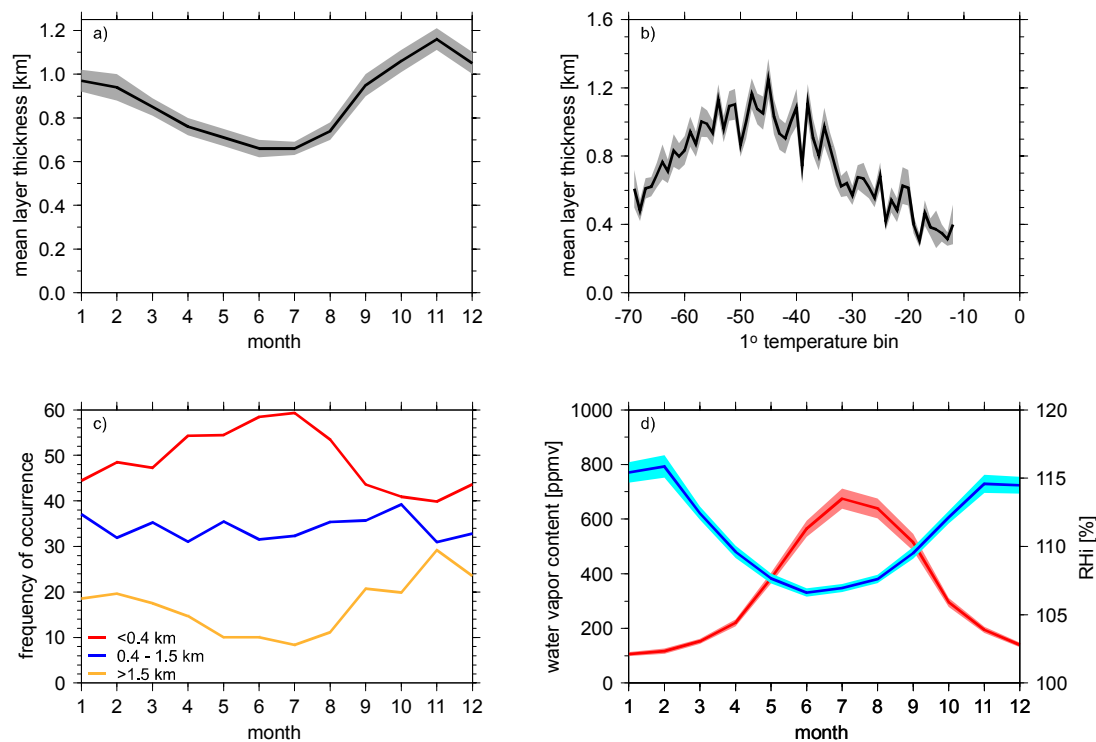 a)
mean layer thickness [km]
1.2
1.0
0.8
0.6
0.4
0.2
0.0
1 2 3 4 5 6 7 8 9 10 11 12
month
b)
mean layer thickness [km]
1.6
1.2
0.8
0.4
0.0
-70 -60 -50 -40 -30 -20 -10 0
1o temperature bin
c)
frequency of occurrence
60
50
40
30
20
10
0
<0.4 km
0.4 - 1.5 km
>1.5 km
1 2 3 4 5 6 7 8 9 10 11 12
month
d)
water vapor content [ppmv]
1000
800
600
400
200
0
120
115
110
105
100
RHi [%]
1 2 3 4 5 6 7 8 9 10 11 12
month